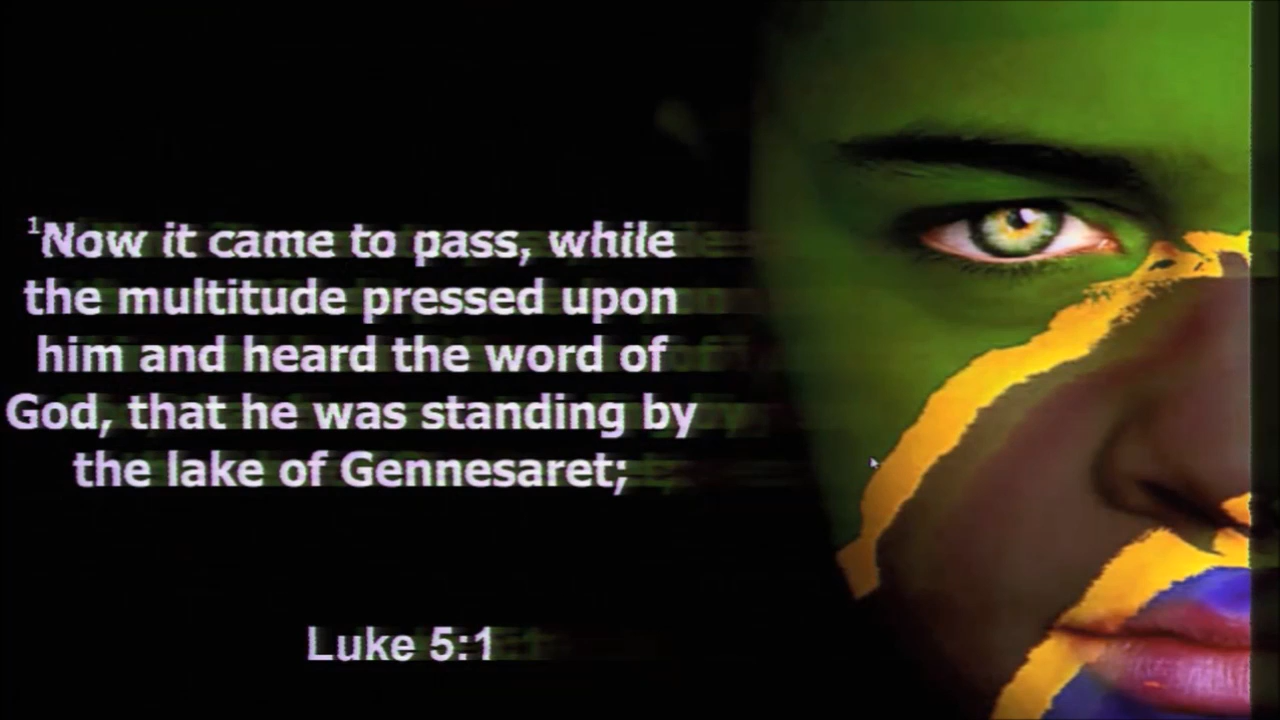 ¹Now it came to pass, while
the multitude pressed upon
him and heard the word of
God, that he was standing by
the lake of Gennesaret;
Luke 5:1